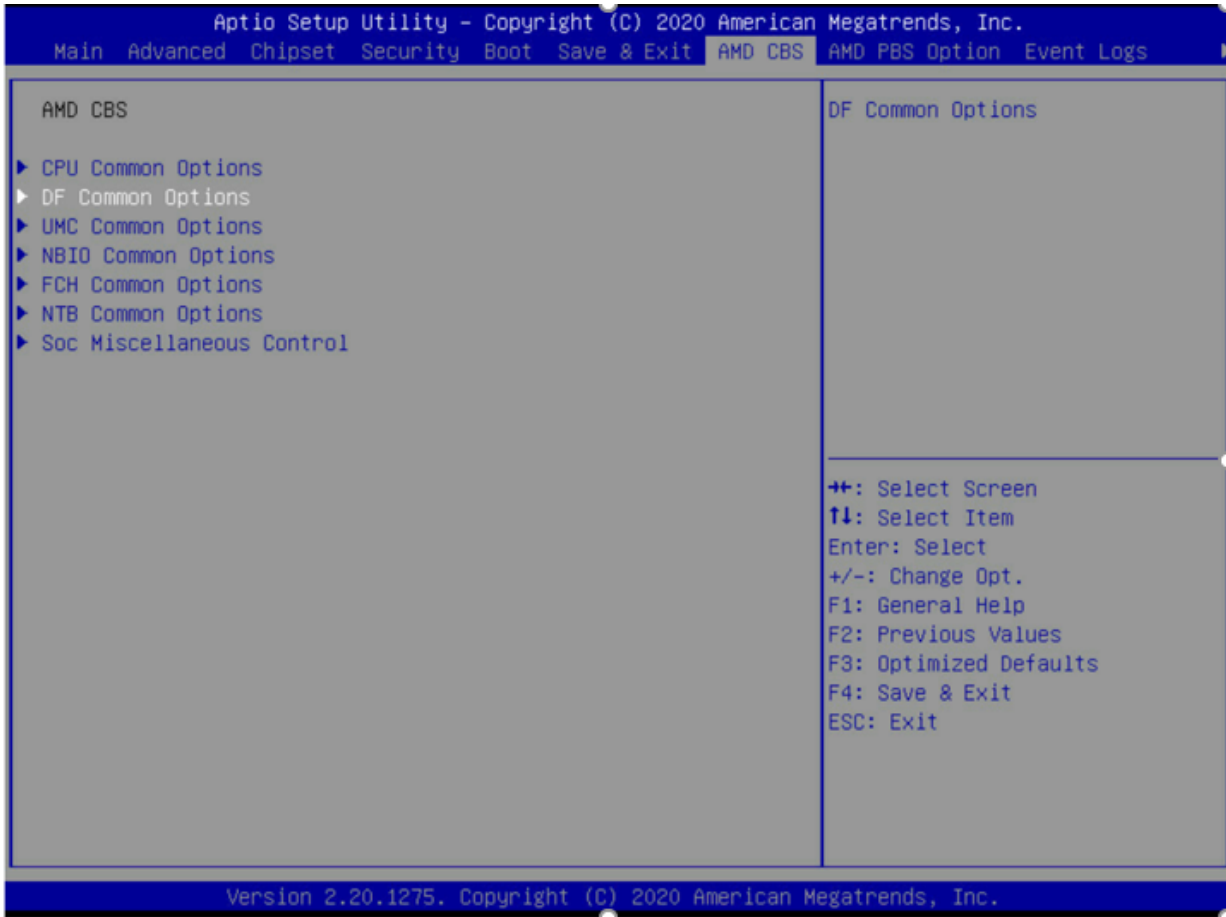 Aptio Setup Utility – Copyright (C) 2020 American Megatrends, Inc.
Main Advanced Chipset Security Boot Save & Exit AMD CBS AMD PBS Option Event Logs
AMD CBS
CPU Common Options
DF Common Options
UMC Common Options
NBIO Common Options
FCH Common Options
NTB Common Options
Soc Miscellaneous Control
DF Common Options
→←: Select Screen
↑↓: Select Item
Enter: Select
+/-: Change Opt.
F1: General Help
F2: Previous Values
F3: Optimized Defaults
F4: Save & Exit
ESC: Exit
Version 2.20.1275. Copyright (C) 2020 American Megatrends, Inc.